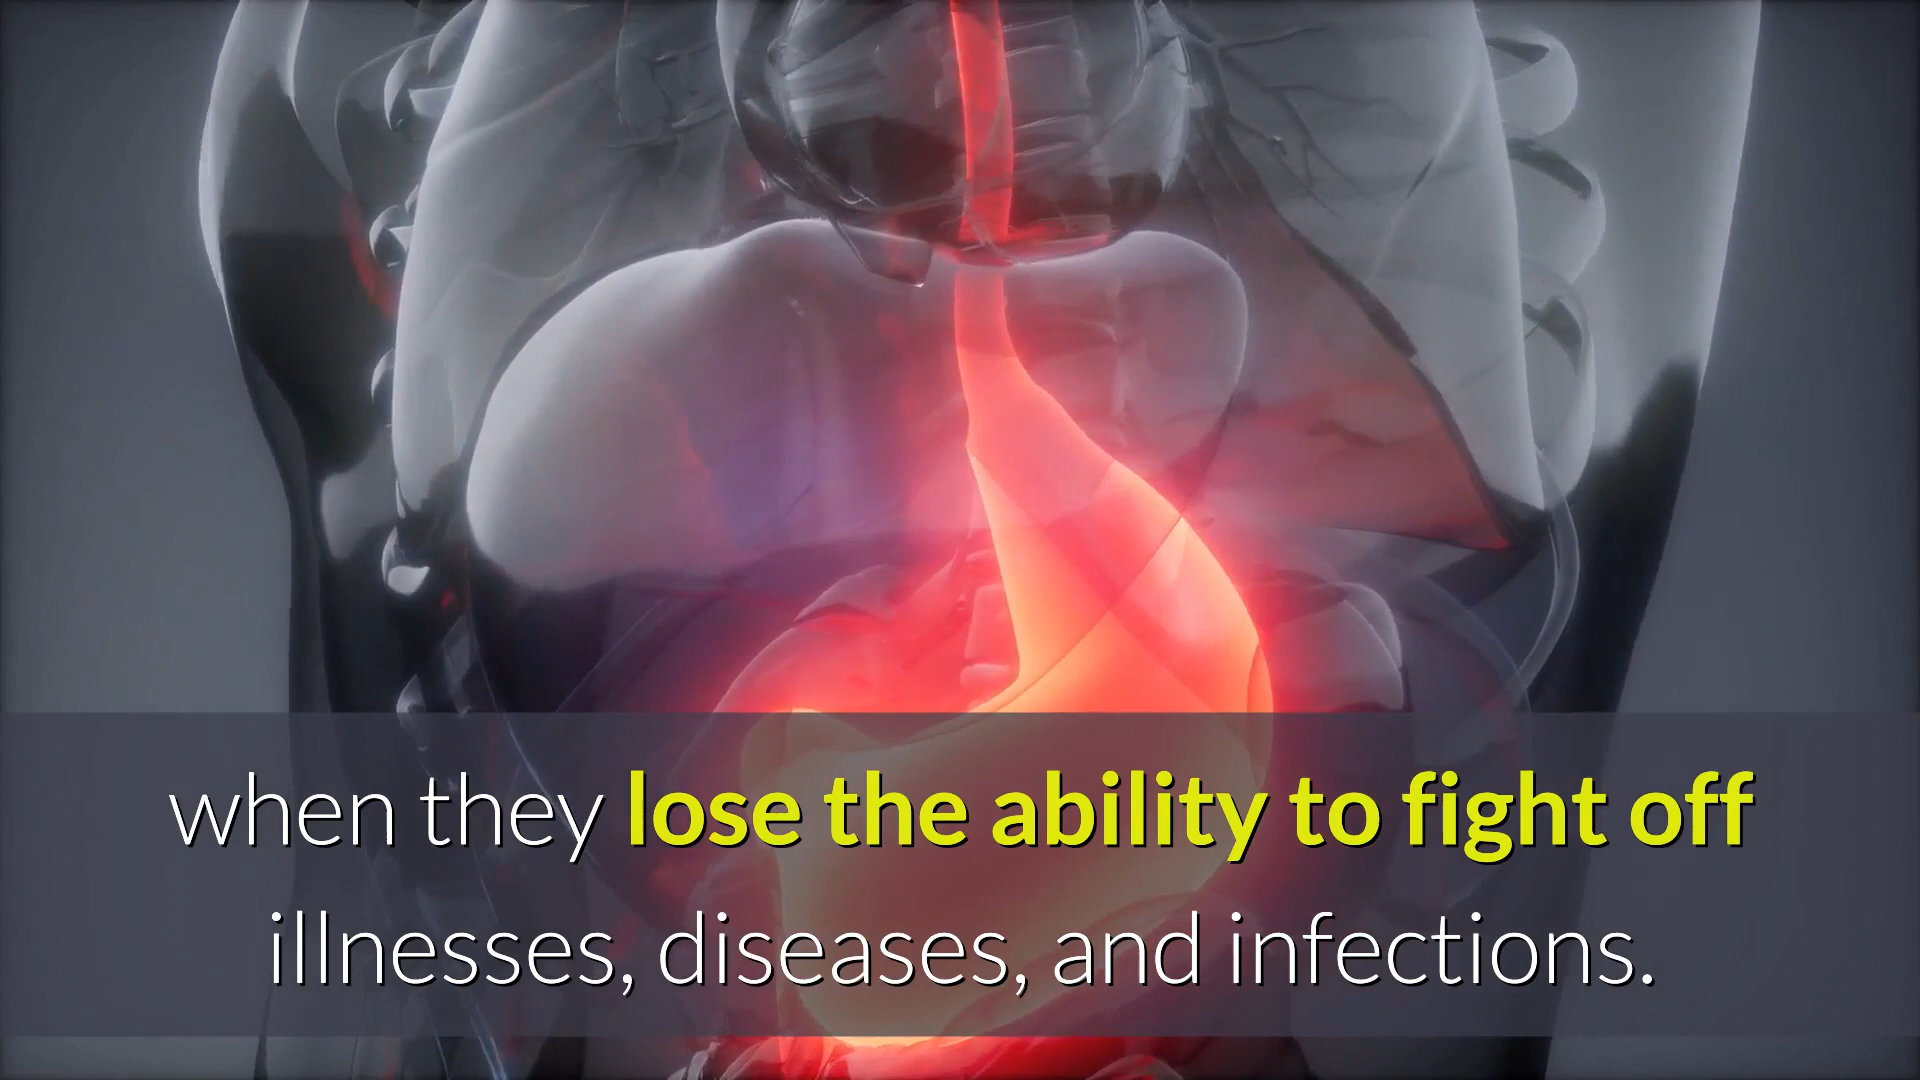 when they lose the ability to fight off
illnesses, diseases, and infections.